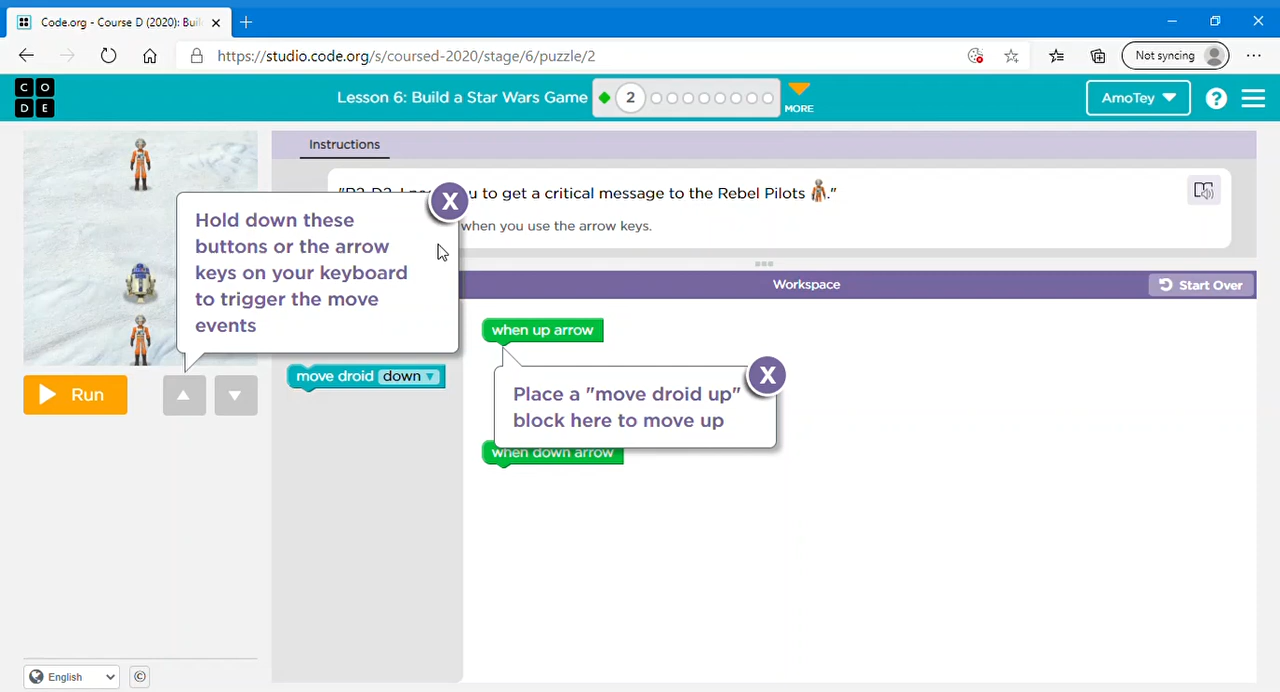 Code.org - Course D (2020): Buil
https://studio.code.org/s/coursed-2020/stage/6/puzzle/2
Not syncing
C O
D E
Lesson 6: Build a Star Wars Game
2
MORE
AmoTey
?
Instructions
to get a critical message to the Rebel Pilots ."
when you use the arrow keys.
X
Hold down these
buttons or the arrow
keys on your keyboard
to trigger the move
events
Workspace
Start Over
when up arrow
move droid down
X
Place a "move droid up"
block here to move up
when down arrow
Run
English
©